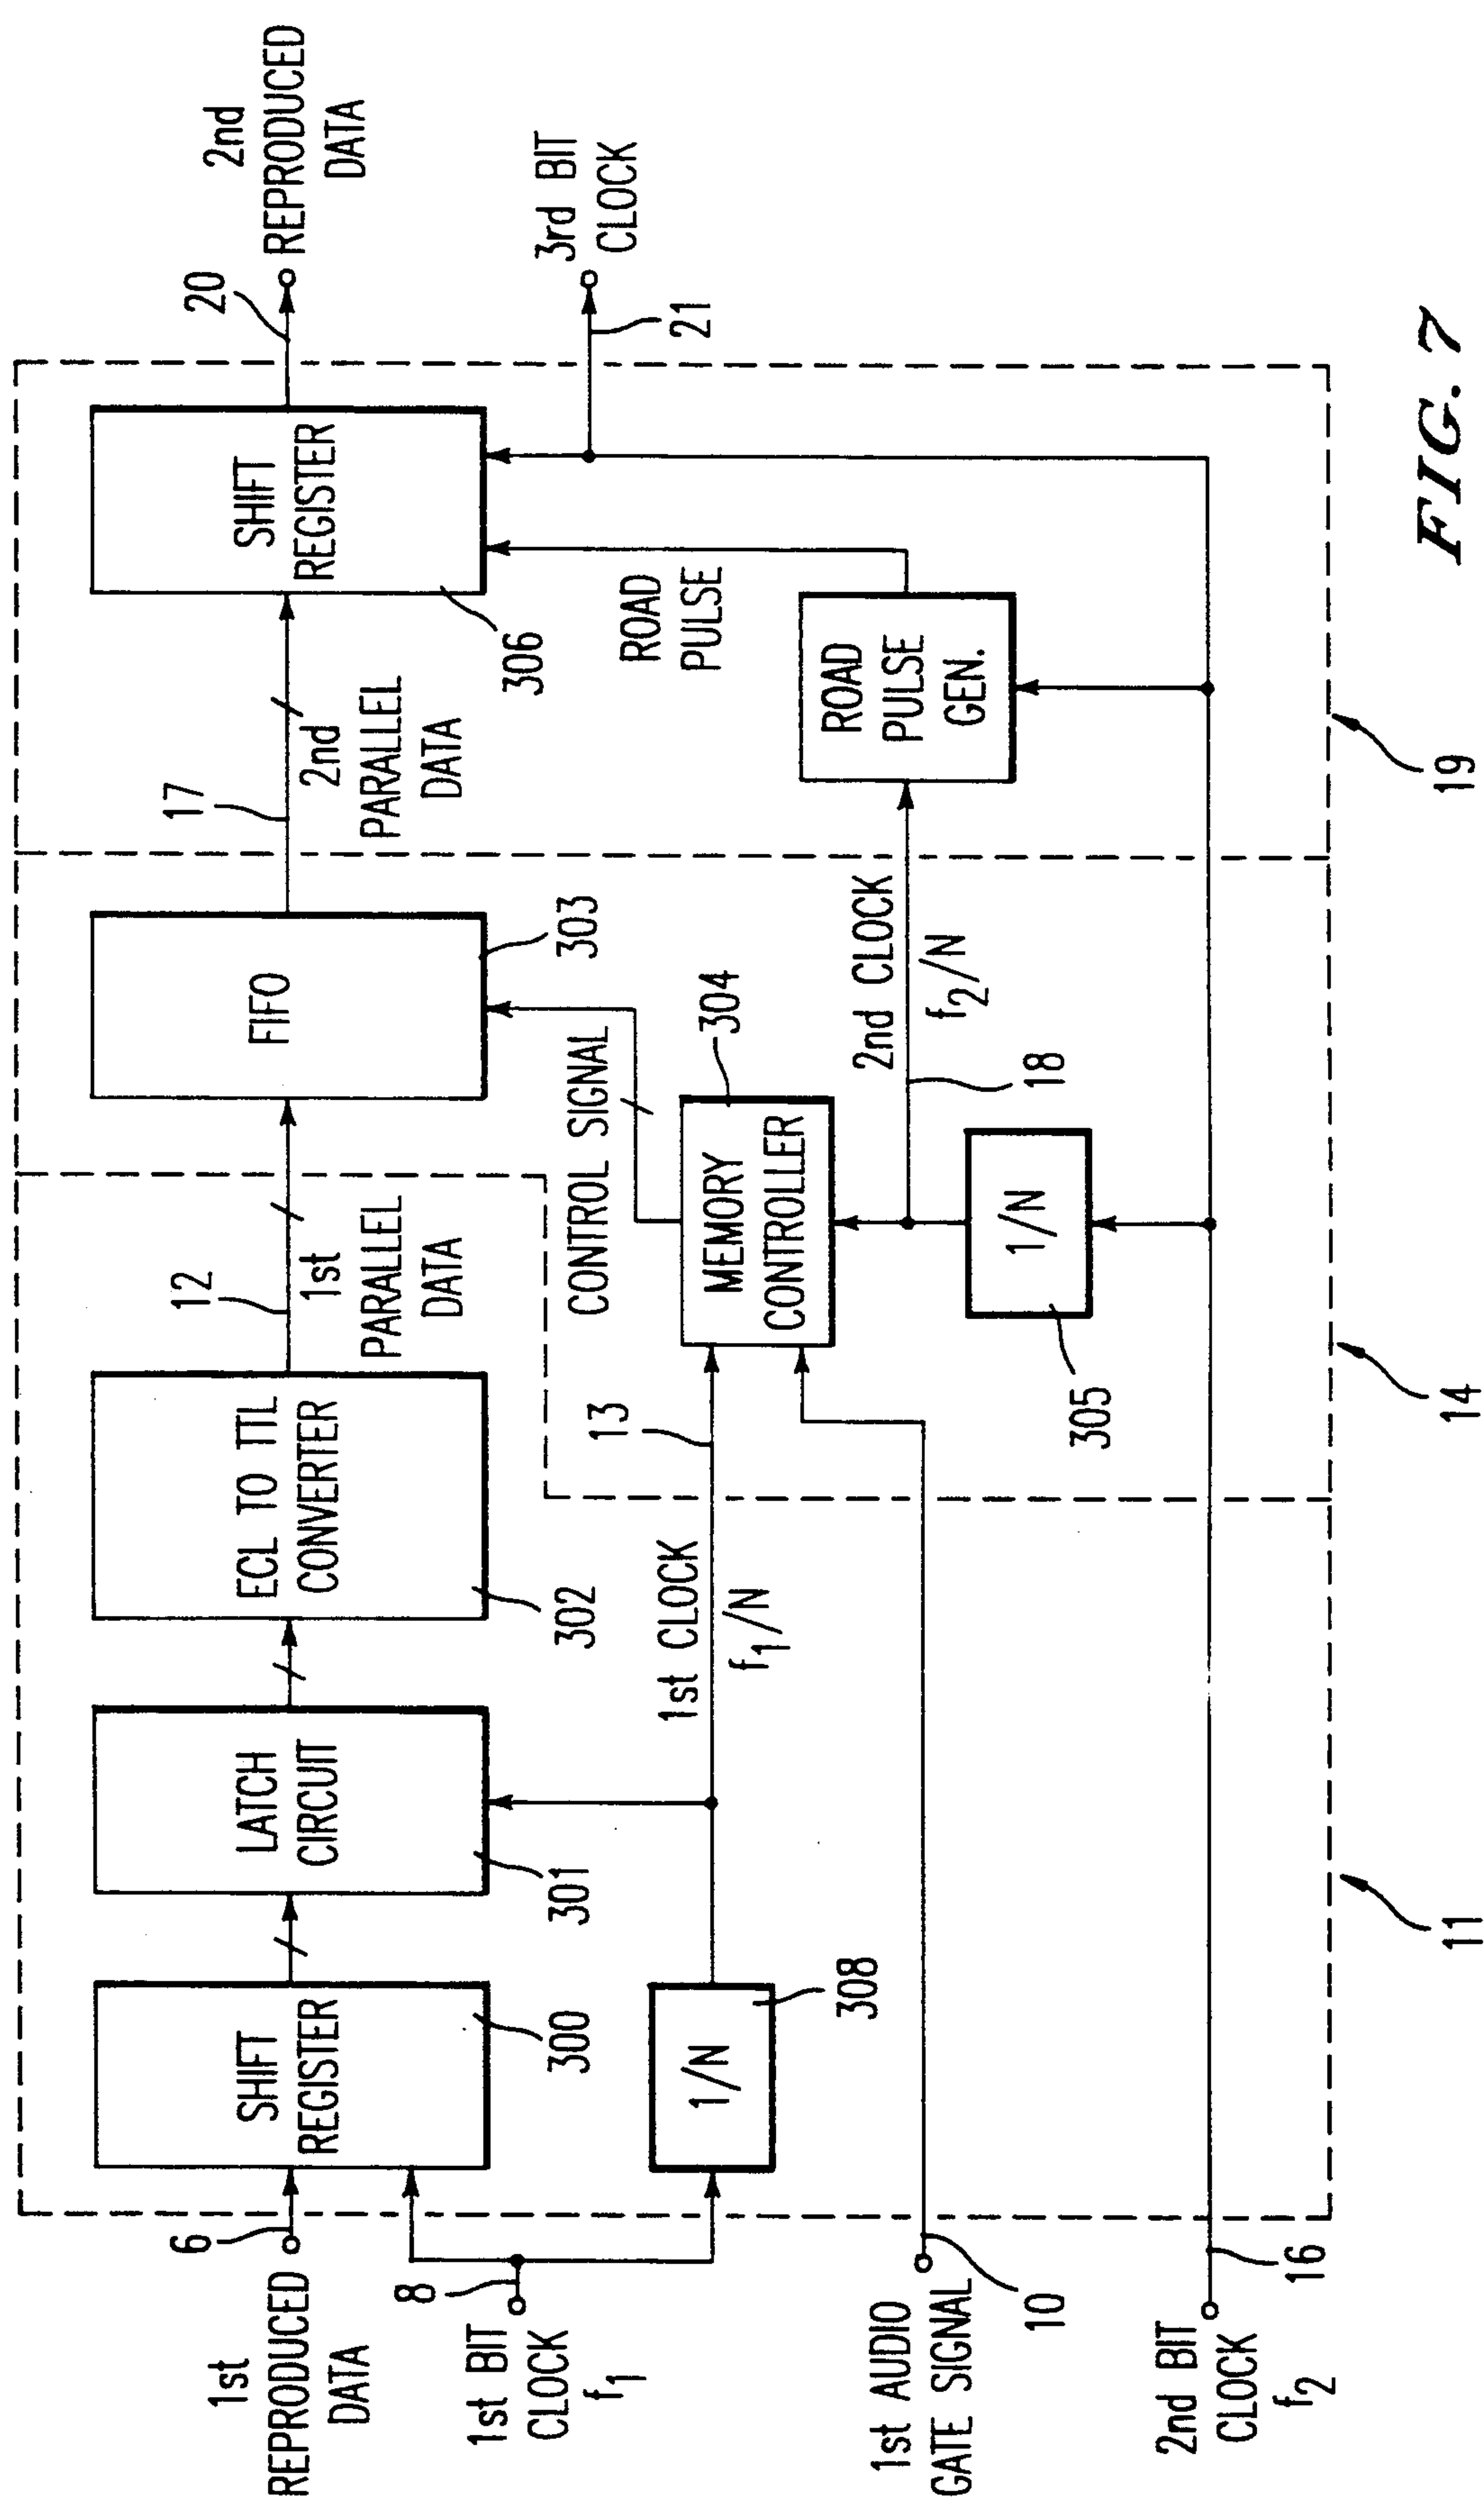 1st
REPRODUCED
DATA
6
SHIFT
REGISTER
300
LATCH
CIRCUIT
301
ECL TO TTL
CONVERTER
302
12
1st
PARALLEL
DATA
FIFO
303
17
2nd
PARALLEL
DATA
SHIFT
REGISTER
306
20
2nd
REPRODUCED
DATA
8
1st BIT
CLOCK
f1
1/N
308
1st CLOCK
f1/N
13
CONTROL SIGNAL
MEMORY
CONTROLLER
304
2nd CLOCK
f2/N
18
1/N
305
ROAD
PULSE
ROAD
PULSE
GEN.
21
3rd BIT
CLOCK
1st AUDIO
GATE SIGNAL
10
2nd BIT
CLOCK
f2
16
11
14
19
FIG. 7